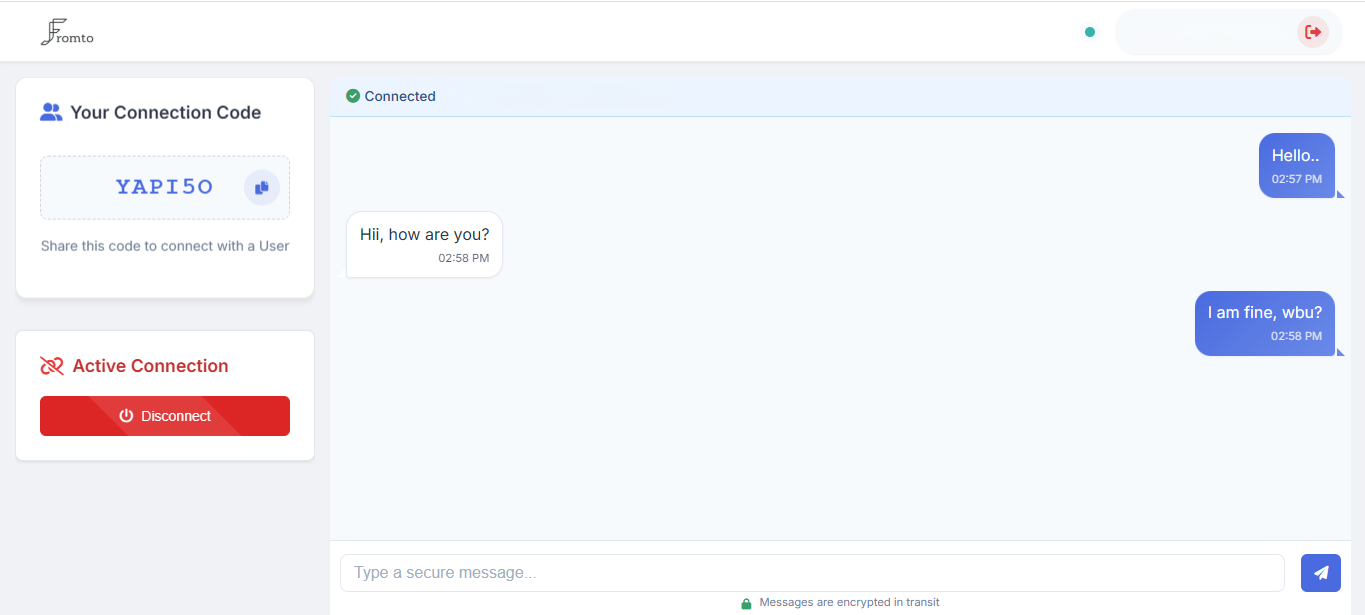 Fromto
Your Connection Code
YAPI5O
Share this code to connect with a User
Active Connection
Disconnect
Connected
Hello..
02:57 PM
Hii, how are you?
02:58 PM
I am fine, wbu?
02:58 PM
Type a secure message...
Messages are encrypted in transit